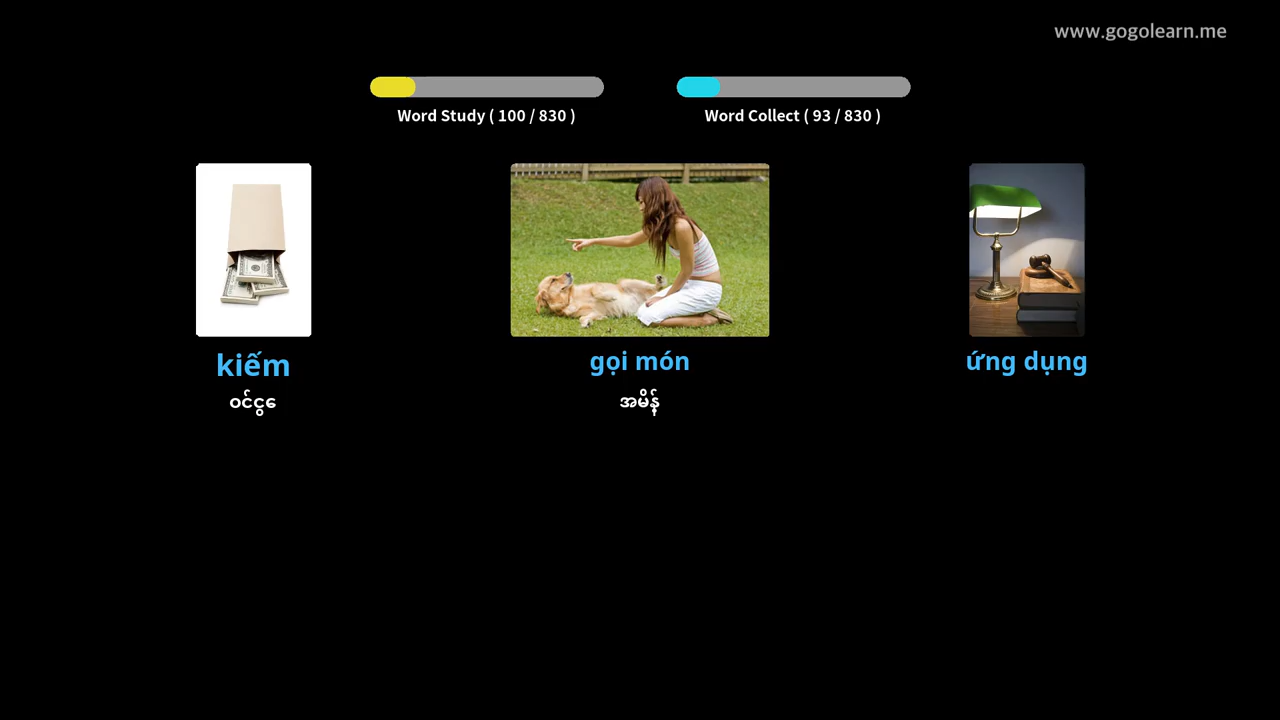 www.gogolearn.me
Word Study ( 100 / 830 )
Word Collect ( 93 / 830 )
kiếm
gọi món
ứng dụng
ဝင်ငွေ
အမိန့်